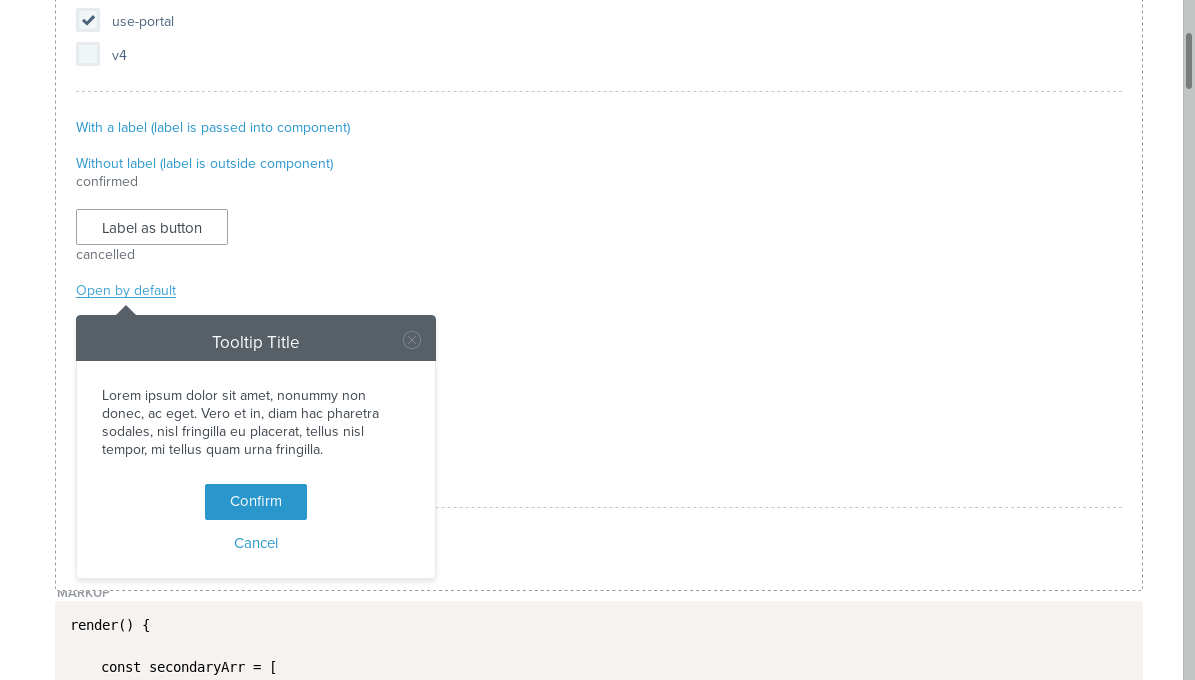 use-portal
v4
With a label (label is passed into component)
Without label (label is outside component)
confirmed
Label as button
cancelled
Open by default
Tooltip Title
Lorem ipsum dolor sit amet, nonummy non
donec, ac eget. Vero et in, diam hac pharetra
sodales, nisl fringilla eu placerat, tellus nisl
tempor, mi tellus quam urna fringilla.
Confirm
Cancel
MARKUP
render() {
const secondaryArr = [